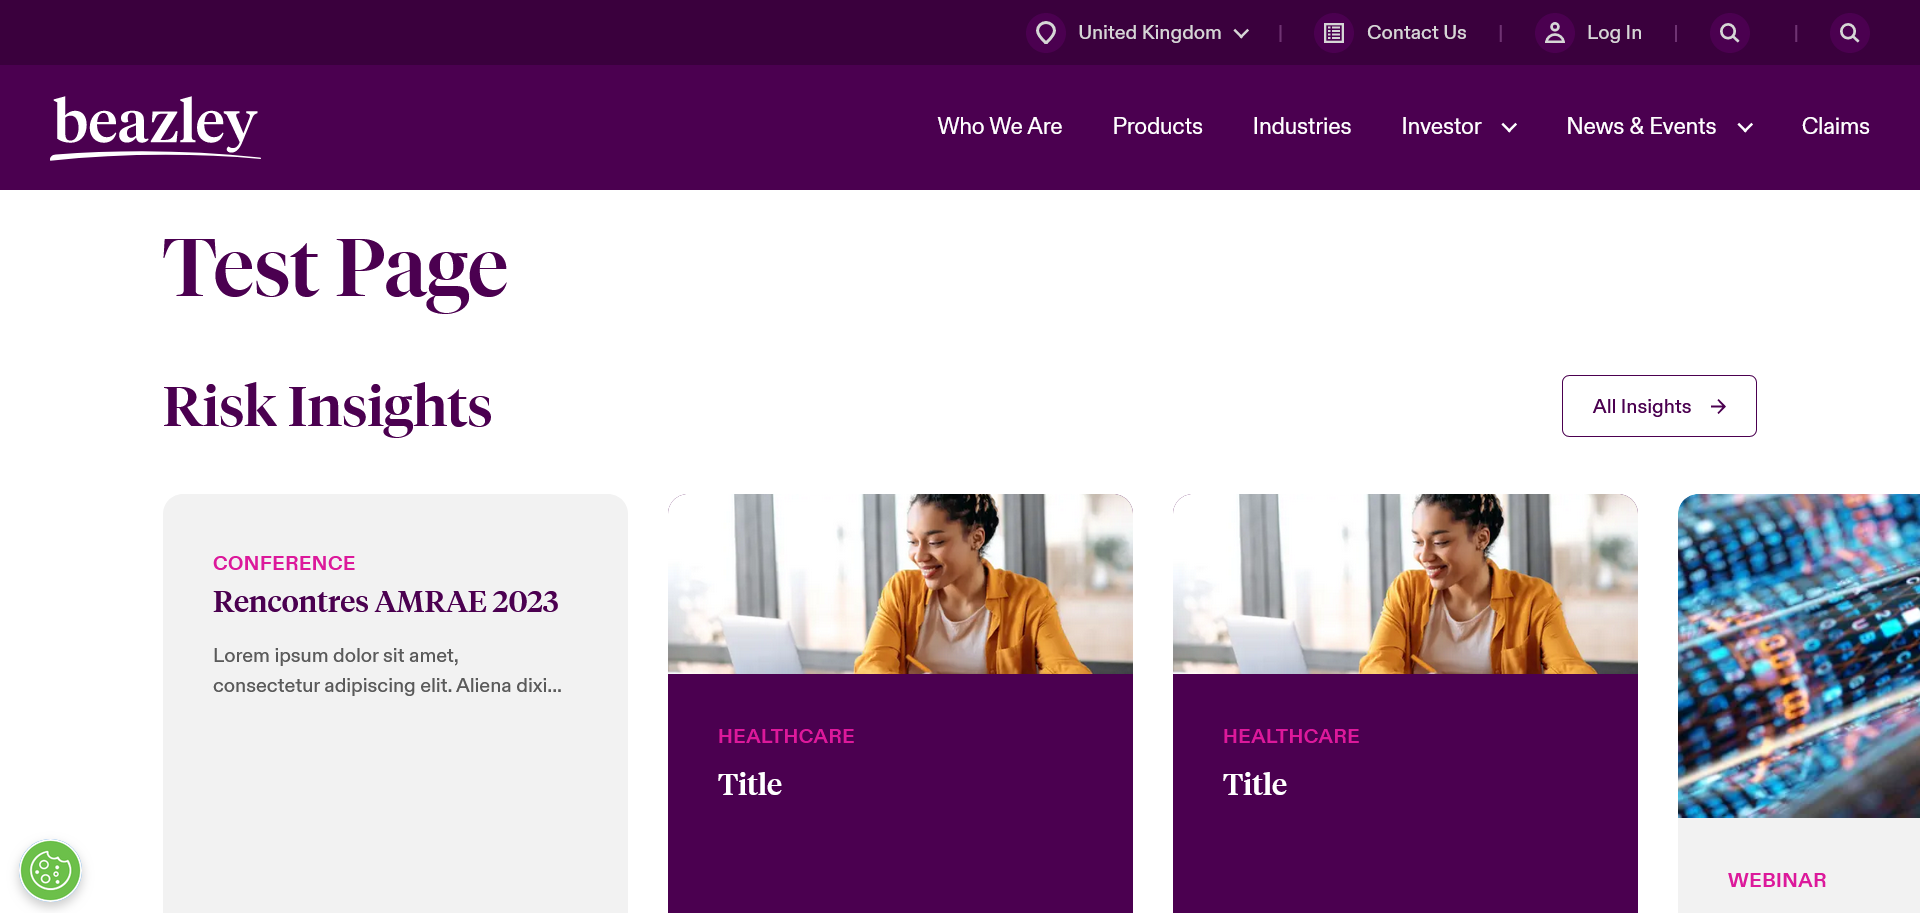 United Kingdom
Contact Us
Log In
beazley
Who We Are
Products
Industries
Investor
News & Events
Claims
Test Page
Risk Insights
All Insights
CONFERENCE
Rencontres AMRAE 2023
Lorem ipsum dolor sit amet,
consectetur adipiscing elit. Aliena dixi...
HEALTHCARE
Title
HEALTHCARE
Title
WEBINAR